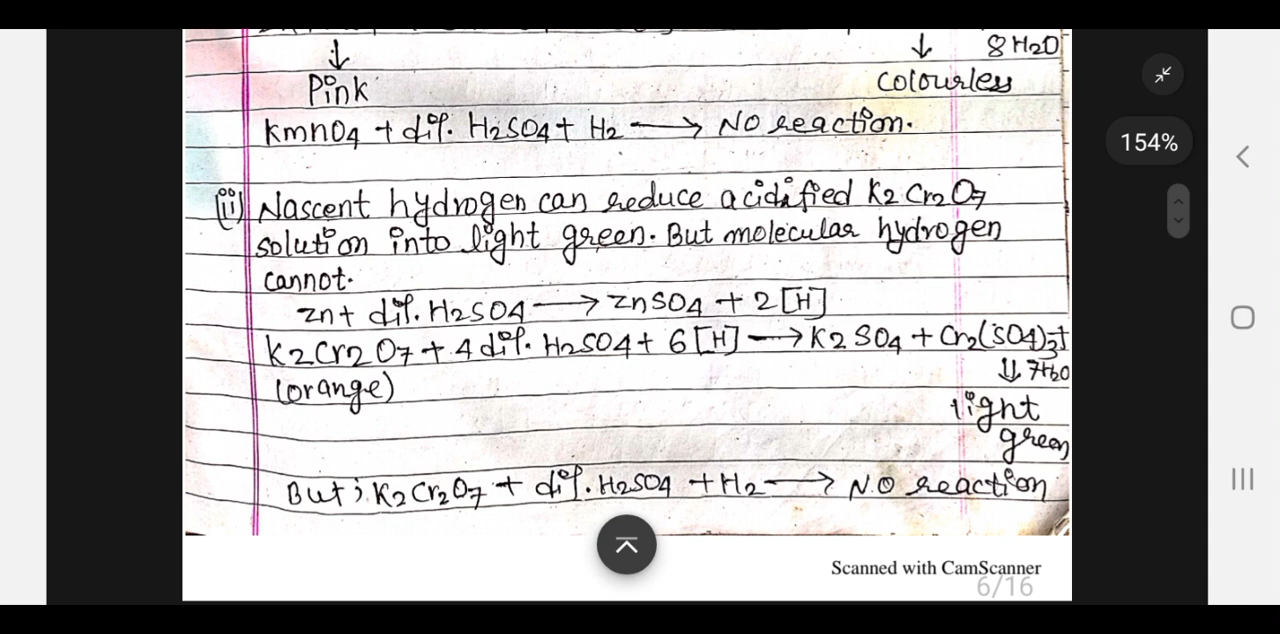 ↓ ↓ 8 H2O
Pink colourless
KmnO4 + dil. H2SO4 + H2 → NO reaction.
154%
(ii) Nascent hydrogen can reduce acidified K2Cr2O7
solution into light green. But molecular hydrogen
cannot.
zn + dil. H2SO4 → ZnSO4 + 2[H]
K2Cr2O7 + 4 dil. H2SO4 + 6[H] → K2SO4 + Cr2(SO4)3+
(orange) ⇓ 7H2O
light
green
But; K2Cr2O7 + dil. H2SO4 + H2 → N.O reaction
Scanned with CamScanner
6/16